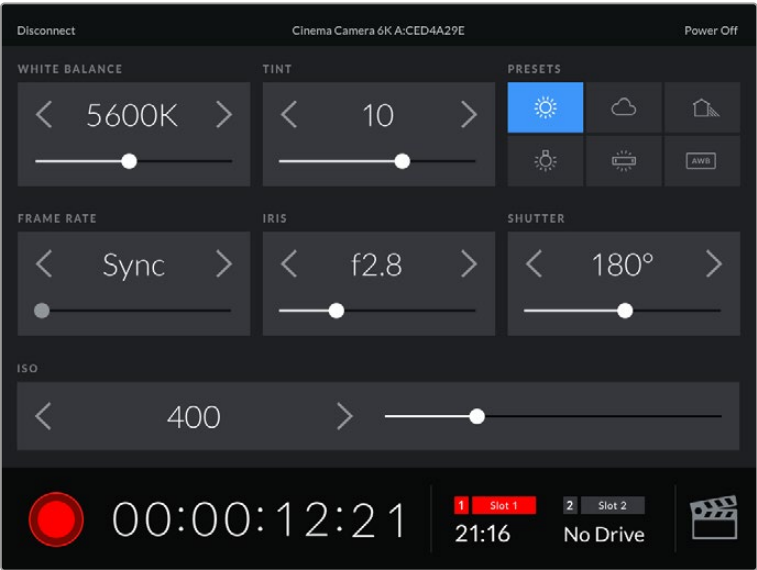 Disconnect Cinema Camera 6K A:CED4A29E Power Off
WHITE BALANCE TINT PRESETS
5600K 10
AWB
FRAME RATE IRIS SHUTTER
Sync f2.8 180°
ISO
400
00:00:12:21
1 Slot 1 2 Slot 2
21:16 No Drive